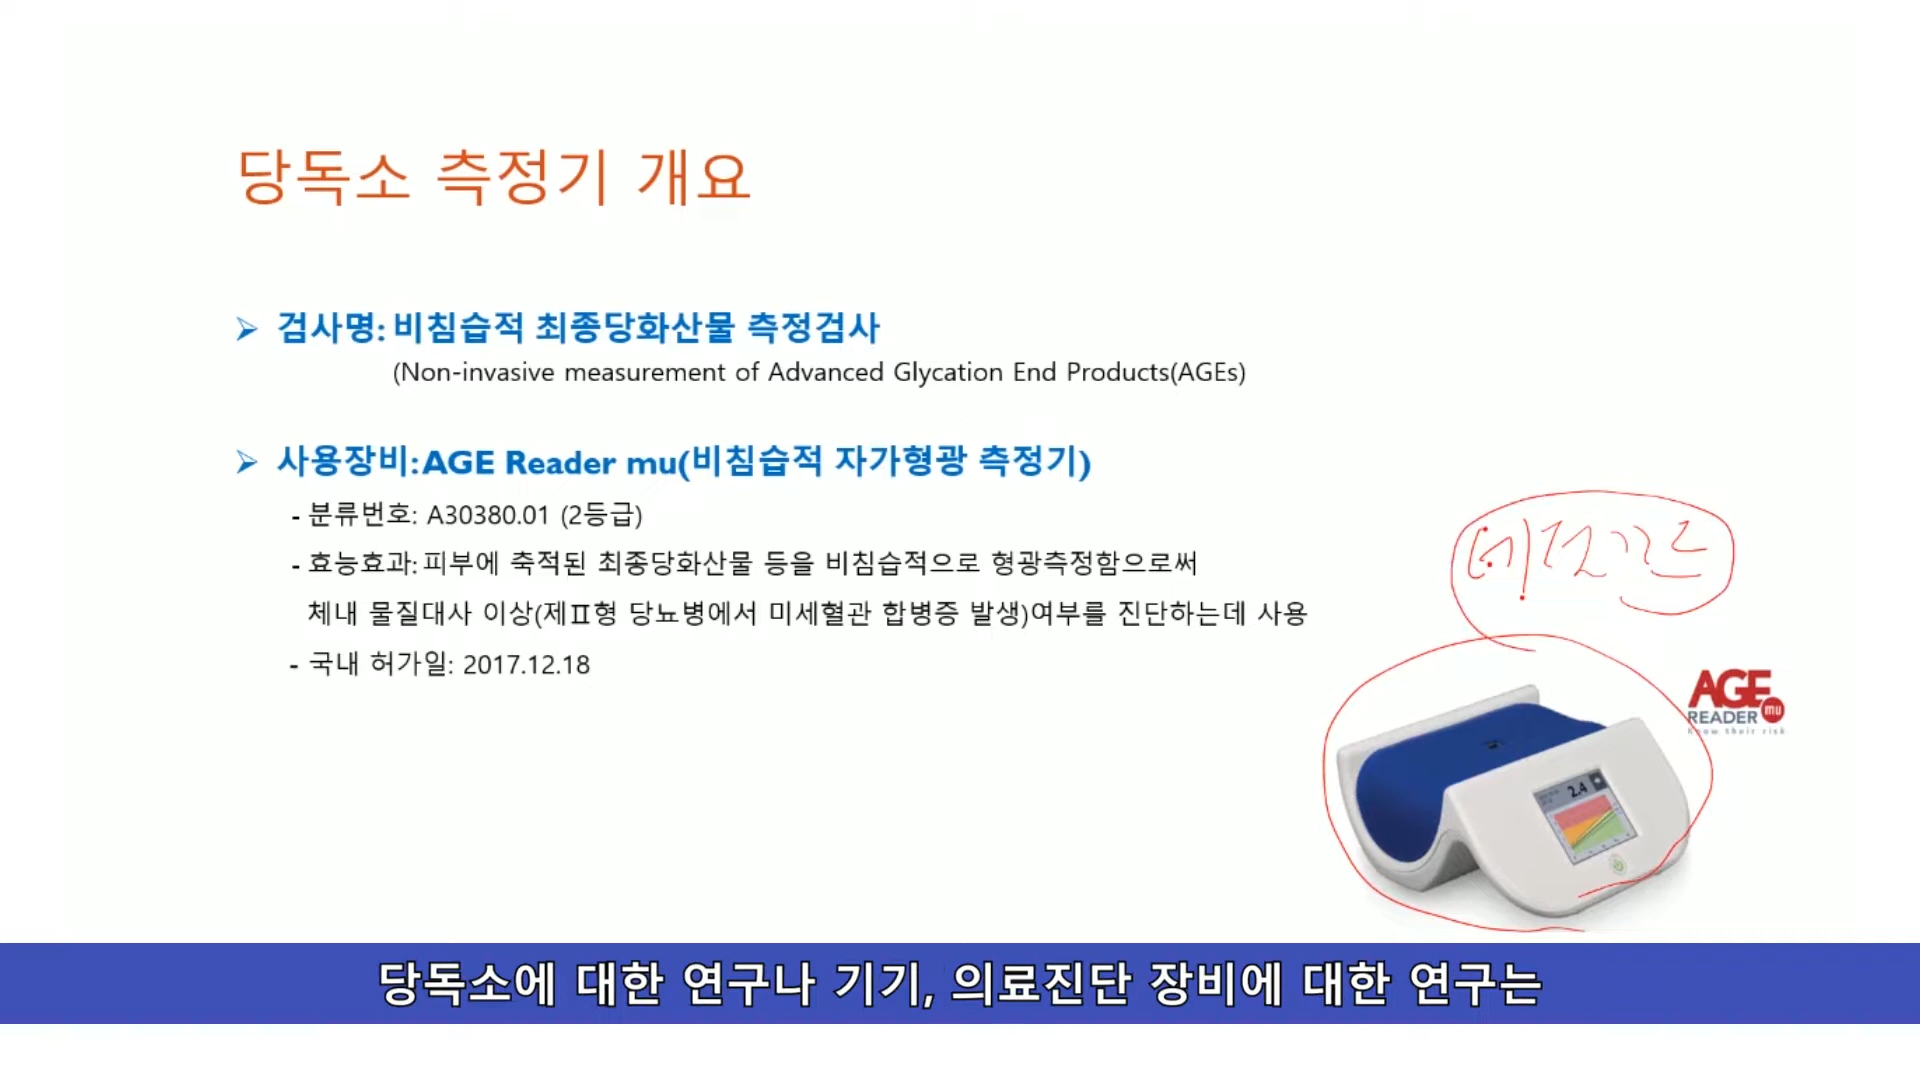 당독소 측정기 개요
➢ 검사명: 비침습적 최종당화산물 측정검사
(Non-invasive measurement of Advanced Glycation End Products(AGEs)
➢ 사용장비:AGE Reader mu(비침습적 자가형광 측정기)
- 분류번호: A30380.01 (2등급)
- 효능효과: 피부에 축적된 최종당화산물 등을 비침습적으로 형광측정함으로써
체내 물질대사 이상(제Ⅱ형 당뇨병에서 미세혈관 합병증 발생)여부를 진단하는데 사용
- 국내 허가일: 2017.12.18
AGE
READER mu
Know their risk
2.4
당독소에 대한 연구나 기기, 의료진단 장비에 대한 연구는